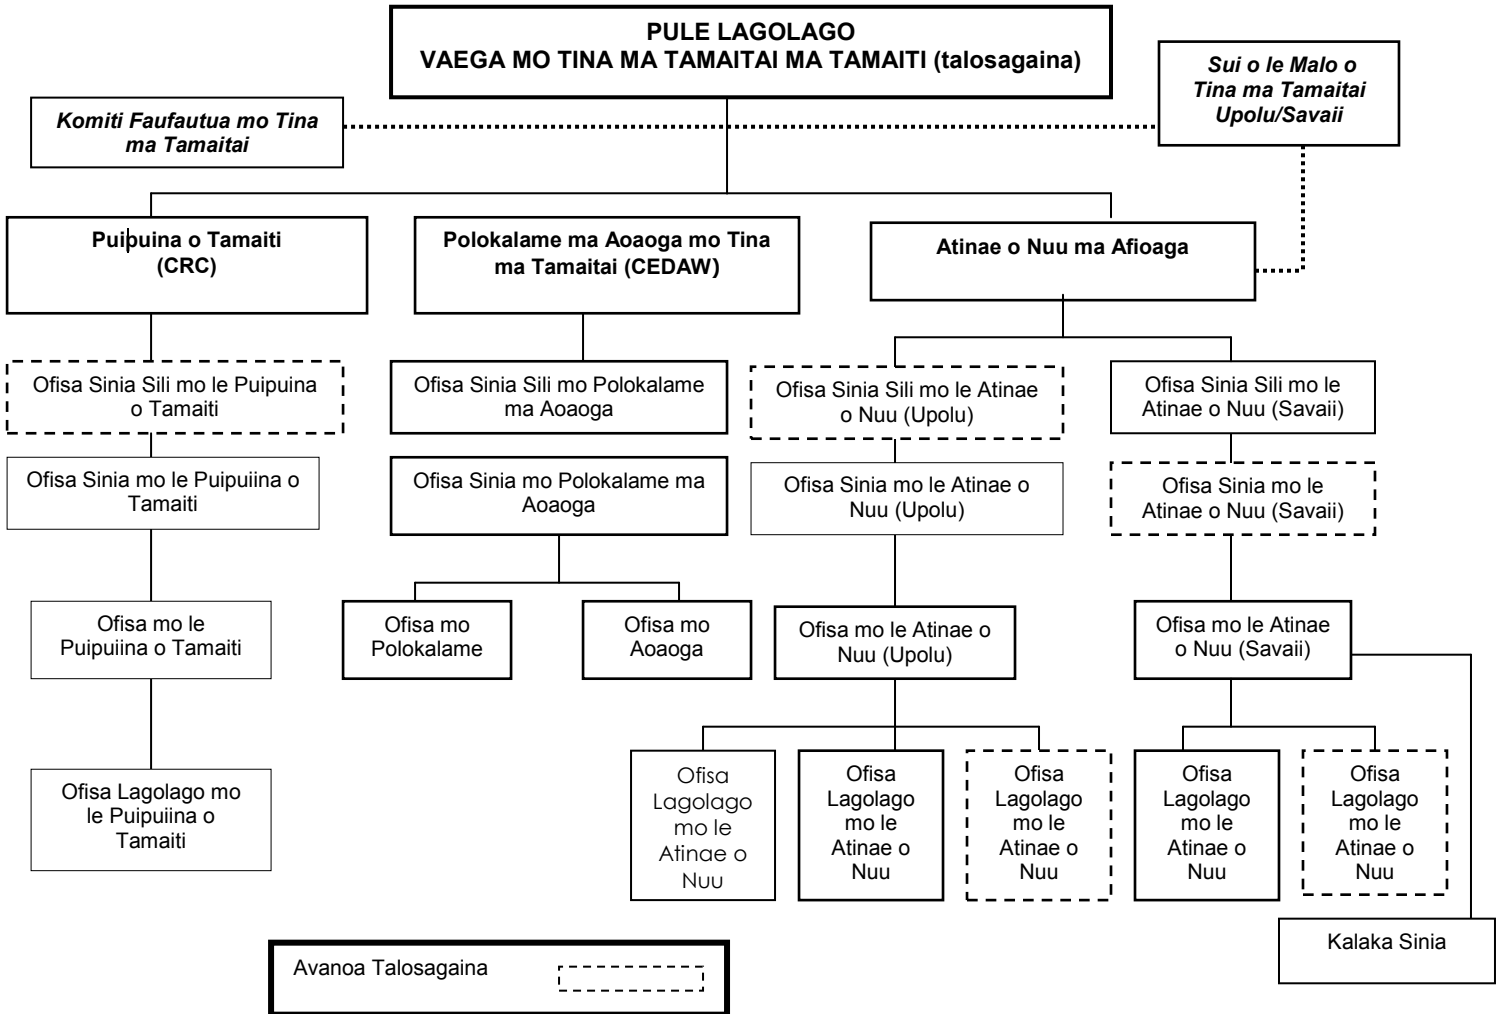 PULE LAGOLAGO
VAEGA MO TINA MA TAMAITAI MA TAMAITI (talosagaina)
Komiti Faufautua mo Tina
ma Tamaitai
Sui o le Malo o
Tina ma Tamaitai
Upolu/Savaii
Puipuina o Tamaiti
(CRC)
Polokalame ma Aoaoga mo Tina
ma Tamaitai (CEDAW)
Atinae o Nuu ma Afioaga
Ofisa Sinia Sili mo le Puipuina
o Tamaiti
Ofisa Sinia Sili mo Polokalame
ma Aoaoga
Ofisa Sinia Sili mo le Atinae
o Nuu (Upolu)
Ofisa Sinia Sili mo le
Atinae o Nuu (Savaii)
Ofisa Sinia mo le Puipuiina o
Tamaiti
Ofisa Sinia mo Polokalame ma
Aoaoga
Ofisa Sinia mo le Atinae o
Nuu (Upolu)
Ofisa Sinia mo le
Atinae o Nuu (Savaii)
Ofisa mo le
Puipuiina o Tamaiti
Ofisa mo
Polokalame
Ofisa mo
Aoaoga
Ofisa mo le Atinae o
Nuu (Upolu)
Ofisa mo le Atinae
o Nuu (Savaii)
Ofisa Lagolago mo
le Puipuiina o
Tamaiti
Ofisa
Lagolago
mo le
Atinae o
Nuu
Ofisa
Lagolago
mo le
Atinae o
Nuu
Ofisa
Lagolago
mo le
Atinae o
Nuu
Ofisa
Lagolago
mo le
Atinae o
Nuu
Ofisa
Lagolago
mo le
Atinae o
Nuu
Kalaka Sinia
Avanoa Talosagaina